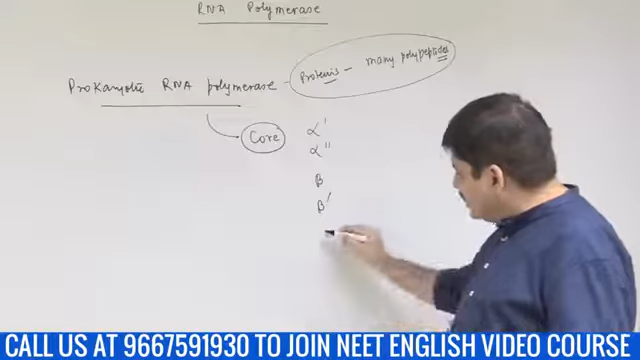 RNA Polymerase
Prokaryotic RNA polymerase - Proteins - many polypeptides
Core
α'
α"
β
β'
CALL US AT 9667591930 TO JOIN NEET ENGLISH VIDEO COURSE